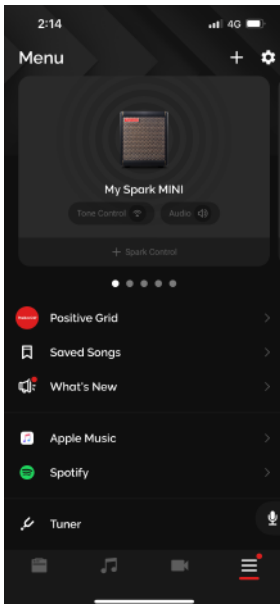 2:14
4G
Menu
My Spark MINI
Tone Control
Audio
+ Spark Control
Positive Grid
Saved Songs
What's New
Apple Music
Spotify
Tuner